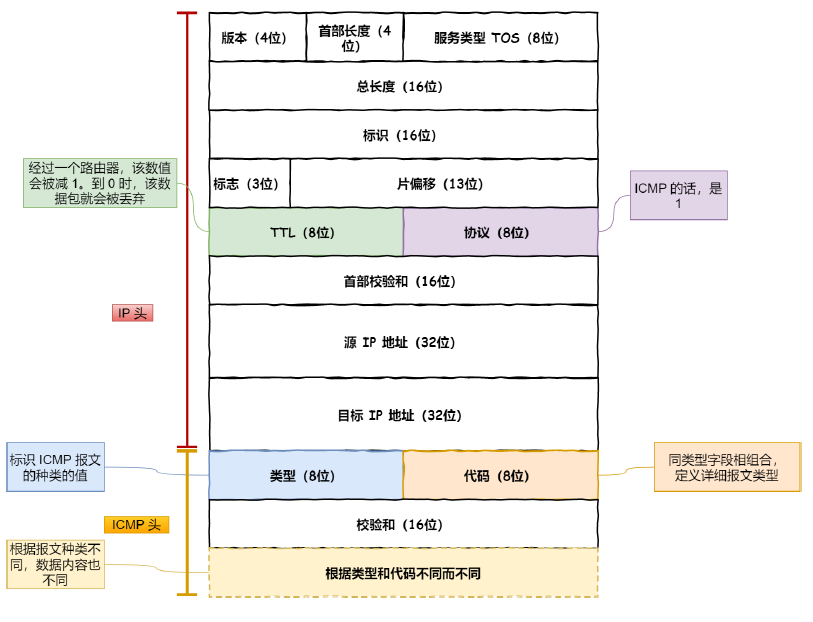 版本（4位）
首部长度（4
位）
服务类型 TOS（8位）
总长度（16位）
标识（16位）
经过一个路由器，该数值
会被减 1。到 0 时，该数
据包就会被丢弃
标志（3位）
片偏移（13位）
ICMP 的话，是
1
TTL（8位）
协议（8位）
首部校验和（16位）
IP 头
源 IP 地址（32位）
目标 IP 地址（32位）
标识 ICMP 报文
的种类的值
类型（8位）
代码（8位）
同类型字段相组合，
定义详细报文类型
ICMP 头
校验和（16位）
根据报文种类不
同，数据内容也
不同
根据类型和代码不同而不同